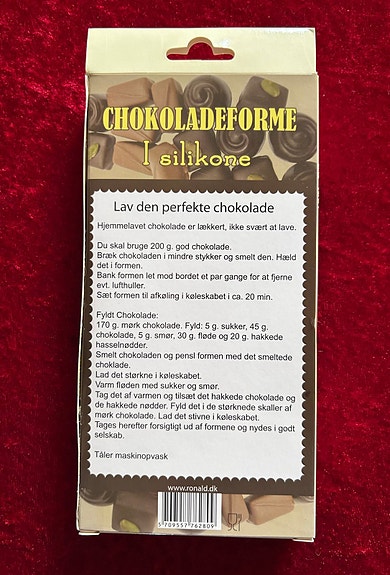 CHOKOLADEFORME
I silikone
Lav den perfekte chokolade
Hjemmelavet chokolade er lækkert, ikke svært at lave.
Du skal bruge 200 g. god chokolade.
Bræk chokoladen i mindre stykker og smelt den. Hæld
det i formen.
Bank formen let mod bordet et par gange for at fjerne
evt. lufthuller.
Sæt formen til afkøling i køleskabet i ca. 20 min.
Fyldt Chokolade:
170 g. mørk chokolade. Fyld: 5 g. sukker, 45 g.
chokolade, 5 g. smør, 30 g. fløde og 20 g. hakkede
hasselnødder.
Smelt chokoladen og pensl formen med det smeltede
choklade.
Lad det størkne i køleskabet.
Varm fløden med sukker og smør.
Tag det af varmen og tilsæt det hakkede chokolade og
de hakkede nødder. Fyld det i de størknede skaller af
mørk chokolade. Lad det stivne i køleskabet.
Tages herefter forsigtigt ud af formene og nydes i godt
selskab.
Tåler maskinopvask
www.ronald.dk
5 709557 762809